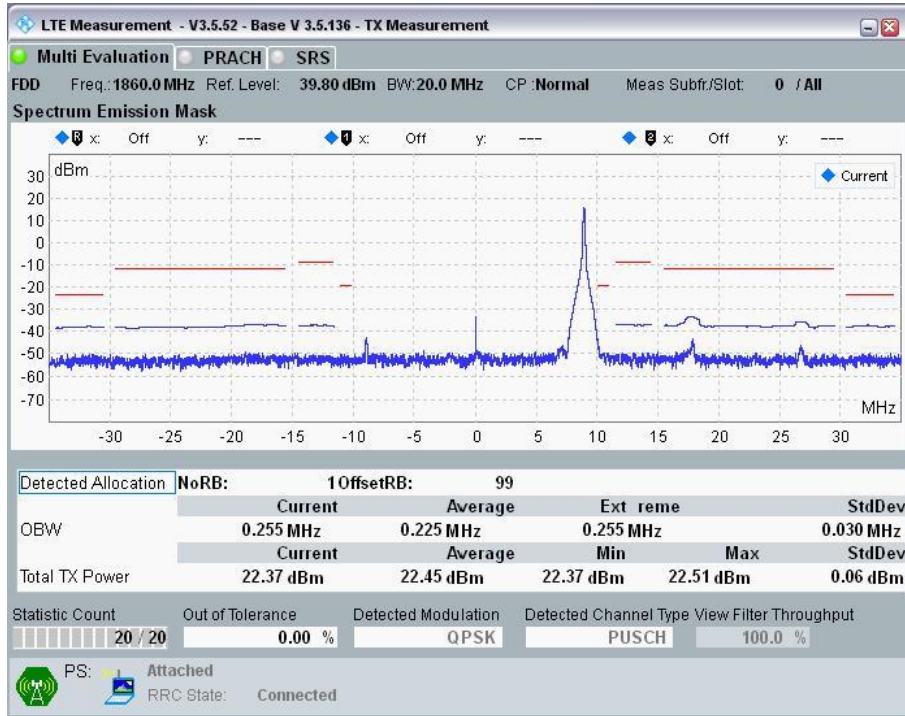 LTE Measurement - V3.5.52 - Base V 3.5.136 - TX Measurement
Multi Evaluation PRACH SRS
FDD Freq.:1860.0 MHz Ref. Level: 39.80 dBm BW:20.0 MHz CP :Normal Meas Subfr./Slot: 0 / All
Spectrum Emission Mask
R x: Off y: --- 1 x: Off y: --- 2 x: Off y: ---
dBm
Current
30
20
10
0
-10
-20
-30
-40
-50
-60
-70
MHz
-30 -25 -20 -15 -10 -5 0 5 10 15 20 25 30
Detected Allocation NoRB: 1 OffsetRB: 99
Current Average Ext reme StdDev
OBW 0.255 MHz 0.225 MHz 0.255 MHz 0.030 MHz
Current Average Min Max StdDev
Total TX Power 22.37 dBm 22.45 dBm 22.37 dBm 22.51 dBm 0.06 dBm
Statistic Count Out of Tolerance Detected Modulation Detected Channel Type View Filter Throughput
20 / 20 0.00 % QPSK PUSCH 100.0 %
PS: Attached
RRC State: Connected